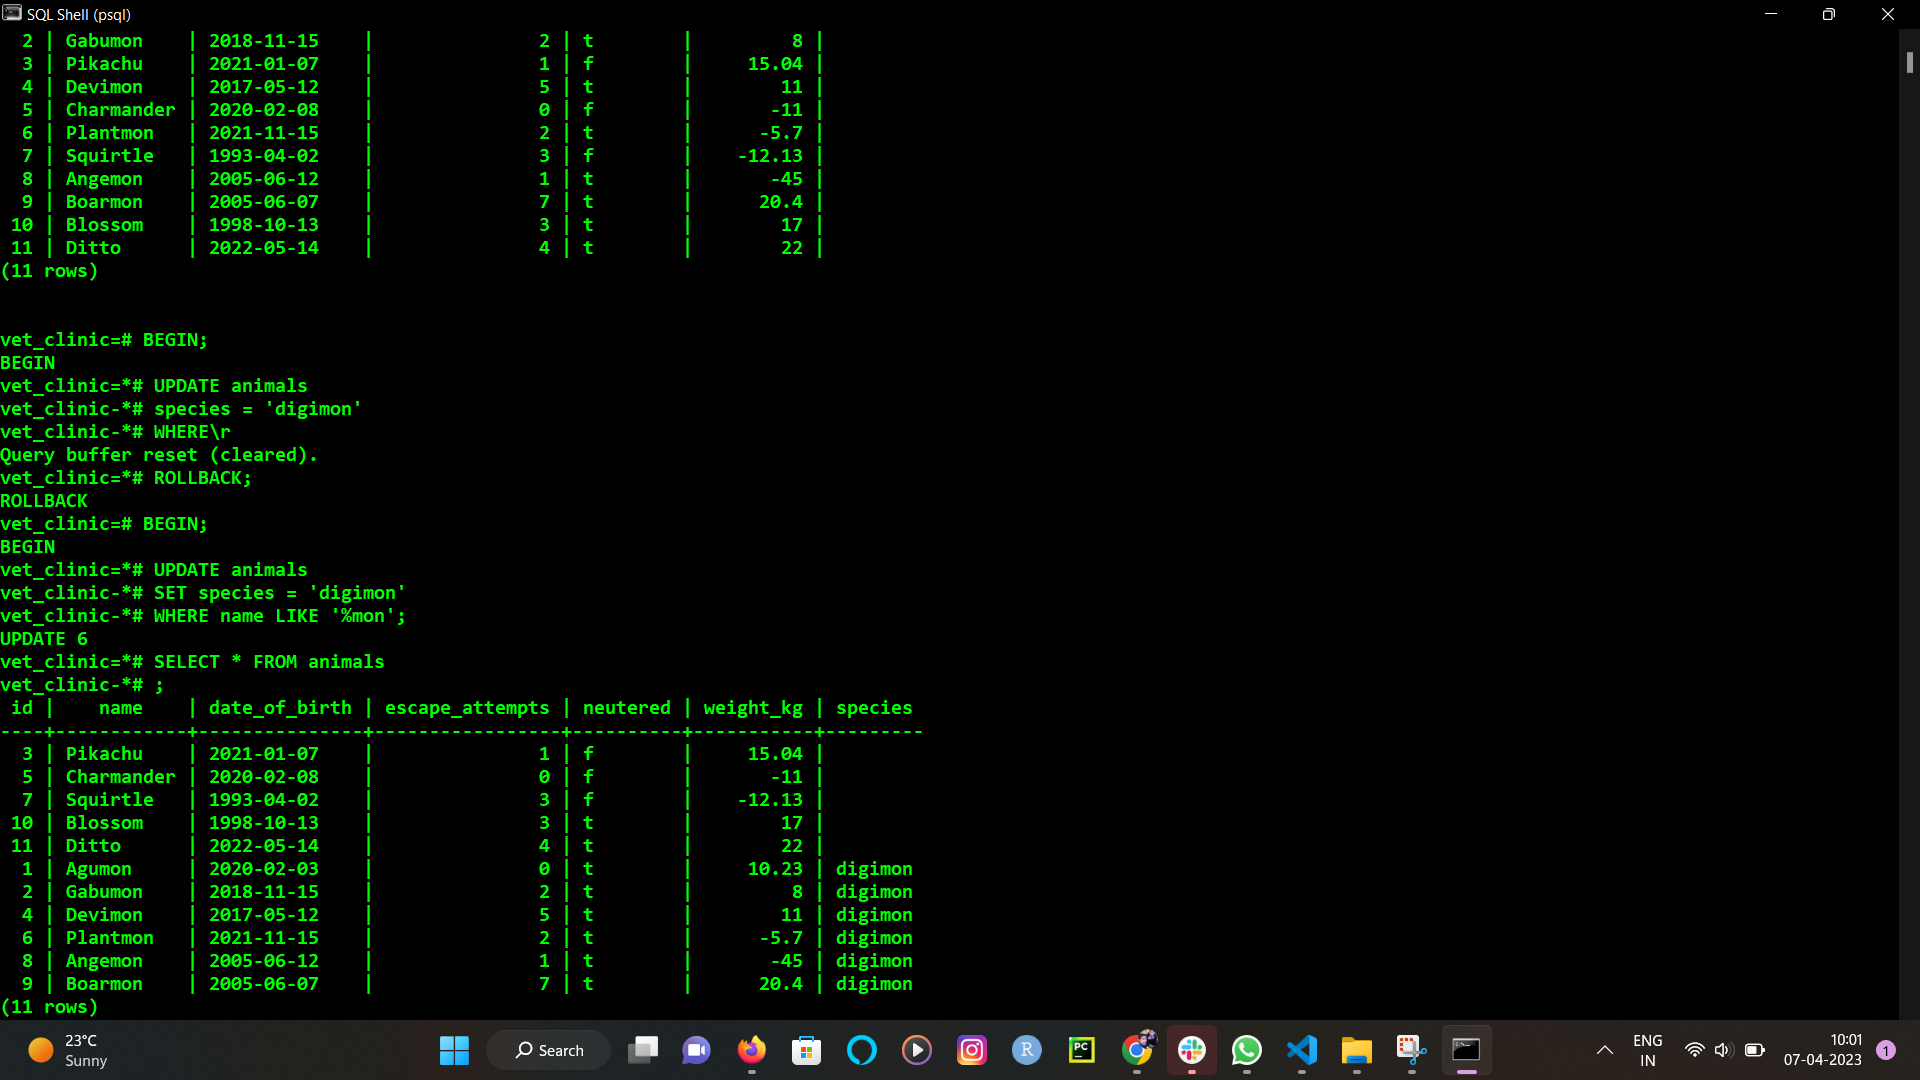 SQL Shell (psql)
  2 | Gabumon    | 2018-11-15    |               2 | t        |         8 |
  3 | Pikachu    | 2021-01-07    |               1 | f        |     15.04 |
  4 | Devimon    | 2017-05-12    |               5 | t        |        11 |
  5 | Charmander | 2020-02-08    |               0 | f        |       -11 |
  6 | Plantmon   | 2021-11-15    |               2 | t        |      -5.7 |
  7 | Squirtle   | 1993-04-02    |               3 | f        |    -12.13 |
  8 | Angemon    | 2005-06-12    |               1 | t        |       -45 |
  9 | Boarmon    | 2005-06-07    |               7 | t        |      20.4 |
 10 | Blossom    | 1998-10-13    |               3 | t        |        17 |
 11 | Ditto      | 2022-05-14    |               4 | t        |        22 |
(11 rows)
vet_clinic=# BEGIN;
BEGIN
vet_clinic=*# UPDATE animals
vet_clinic-*# species = 'digimon'
vet_clinic-*# WHERE\r
Query buffer reset (cleared).
vet_clinic=*# ROLLBACK;
ROLLBACK
vet_clinic=# BEGIN;
BEGIN
vet_clinic=*# UPDATE animals
vet_clinic-*# SET species = 'digimon'
vet_clinic-*# WHERE name LIKE '%mon';
UPDATE 6
vet_clinic=*# SELECT * FROM animals
vet_clinic-*# ;
 id |    name    | date_of_birth | escape_attempts | neutered | weight_kg | species
----+------------+---------------+-----------------+----------+-----------+---------
  3 | Pikachu    | 2021-01-07    |               1 | f        |     15.04 |
  5 | Charmander | 2020-02-08    |               0 | f        |       -11 |
  7 | Squirtle   | 1993-04-02    |               3 | f        |    -12.13 |
 10 | Blossom    | 1998-10-13    |               3 | t        |        17 |
 11 | Ditto      | 2022-05-14    |               4 | t        |        22 |
  1 | Agumon     | 2020-02-03    |               0 | t        |     10.23 | digimon
  2 | Gabumon    | 2018-11-15    |               2 | t        |         8 | digimon
  4 | Devimon    | 2017-05-12    |               5 | t        |        11 | digimon
  6 | Plantmon   | 2021-11-15    |               2 | t        |      -5.7 | digimon
  8 | Angemon    | 2005-06-12    |               1 | t        |       -45 | digimon
  9 | Boarmon    | 2005-06-07    |               7 | t        |      20.4 | digimon
(11 rows)
23°C
Sunny
Search
R
PC
ENG
IN
10:01
07-04-2023
1